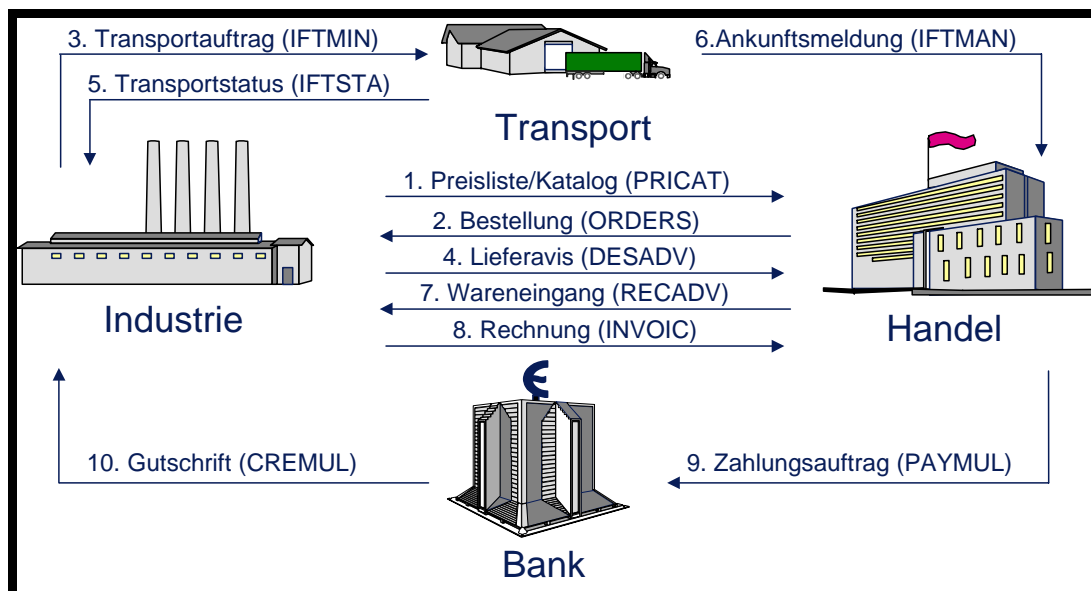 3. Transportauftrag (IFTMIN)
6.Ankunftsmeldung (IFTMAN)
5. Transportstatus (IFTSTA)
Transport
1. Preisliste/Katalog (PRICAT)
2. Bestellung (ORDERS)
4. Lieferavis (DESADV)
7. Wareneingang (RECADV)
Industrie
8. Rechnung (INVOIC)
Handel
10. Gutschrift (CREMUL)
9. Zahlungsauftrag (PAYMUL)
Bank